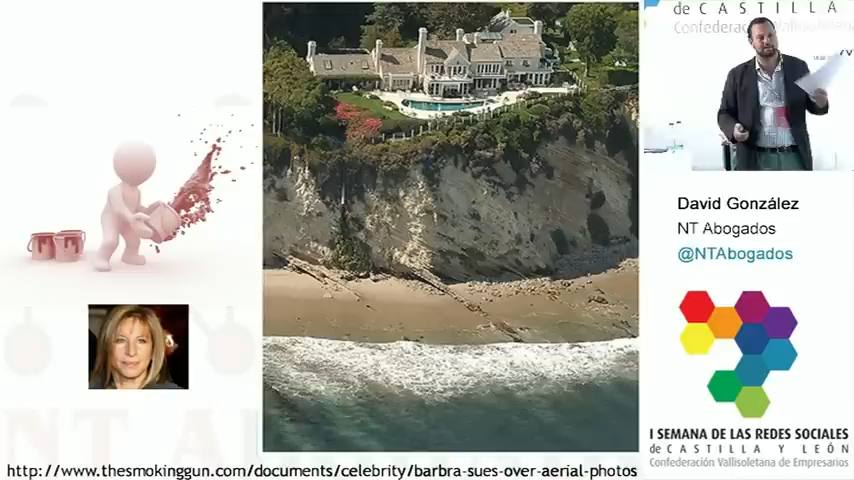 de CASTILLA
Confederación Vallisoletana
David González
NT Abogados
@NTAbogados
I SEMANA DE LAS REDES SOCIALES
de CASTILLA Y LEÓN
Confederación Vallisoletana de Empresarios
http://www.thesmokinggun.com/documents/celebrity/barbra-sues-over-aerial-photos